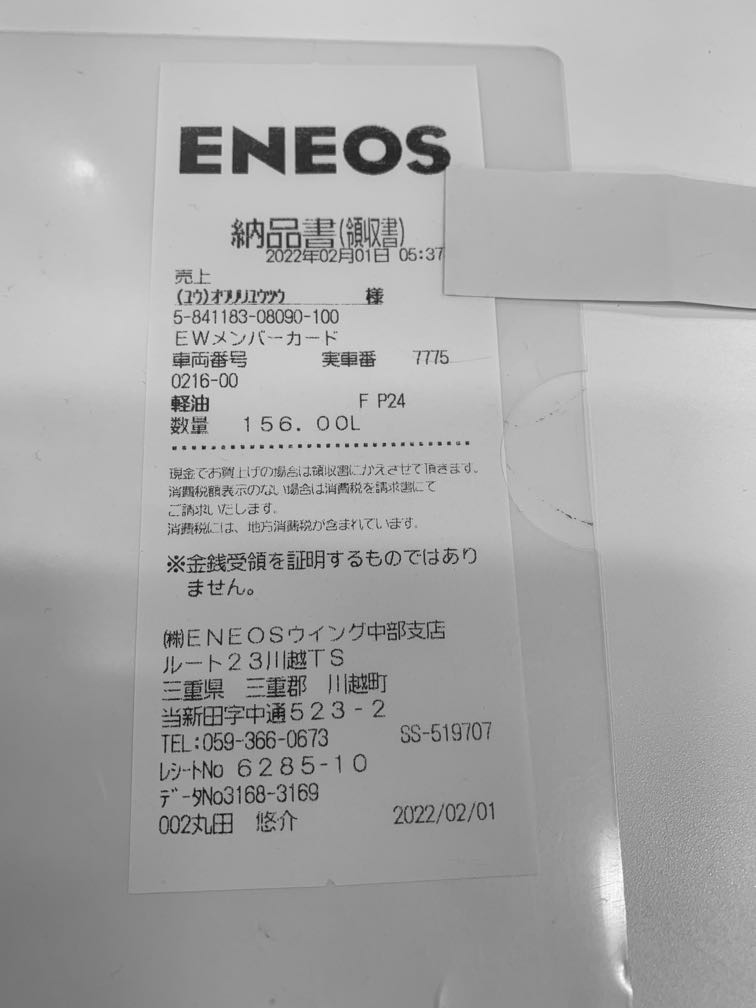 ENEOS
納品書(領収書)
2022年02月01日 05:37
売上
様
5-841183-08090-100
EWメンバーカード
車両番号 実車番 7775
0216-00
軽油 F P24
数量 156.00L
現金でお買上げの場合は領収書にかえさせて頂きます。
消費税額表示のない場合は消費税を請求書にて
ご請求いたします。
消費税には、地方消費税が含まれています。
※金銭受領を証明するものではあり
ません。
(株)ENEOSウイング中部支店
ルート23川越TS
三重県 三重郡 川越町
当新田字中通523-2
TEL:059-366-0673 SS-519707
レシートNo 6285-10
データNo3168-3169
002丸田 悠介 2022/02/01